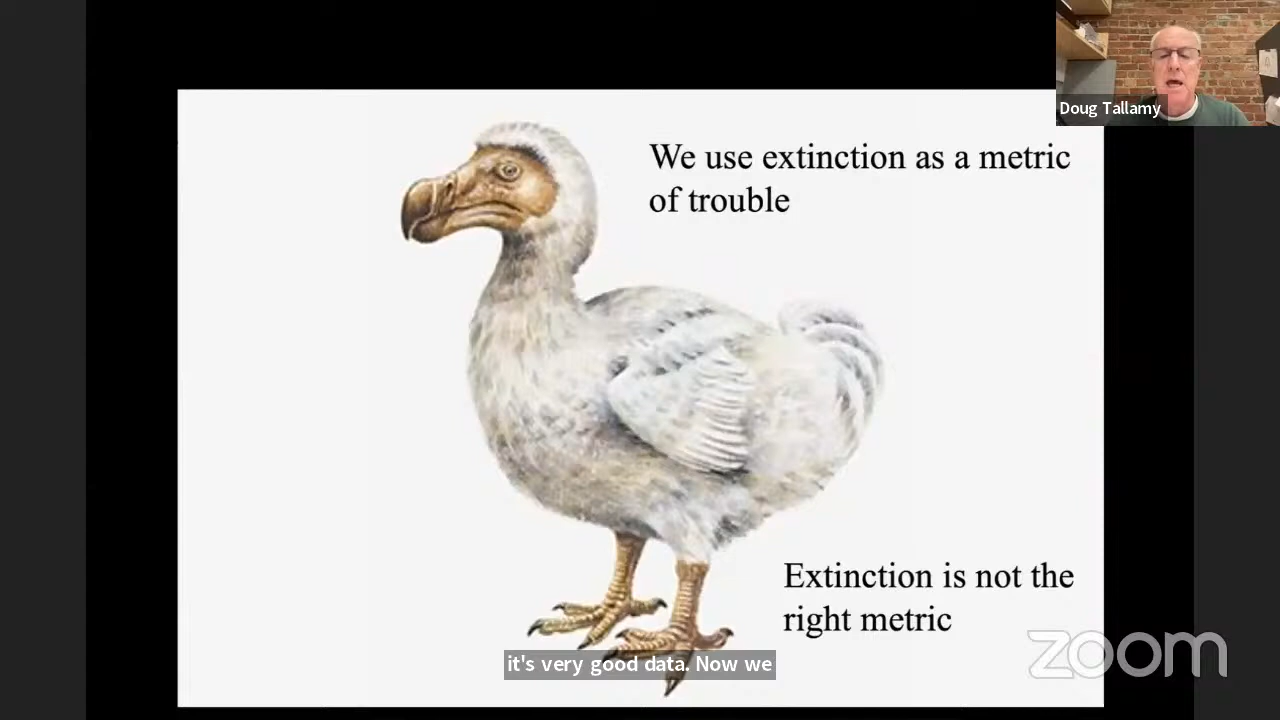 Doug Tallamy
We use extinction as a metric
of trouble
Extinction is not the
right metric
it's very good data. Now we
zoom